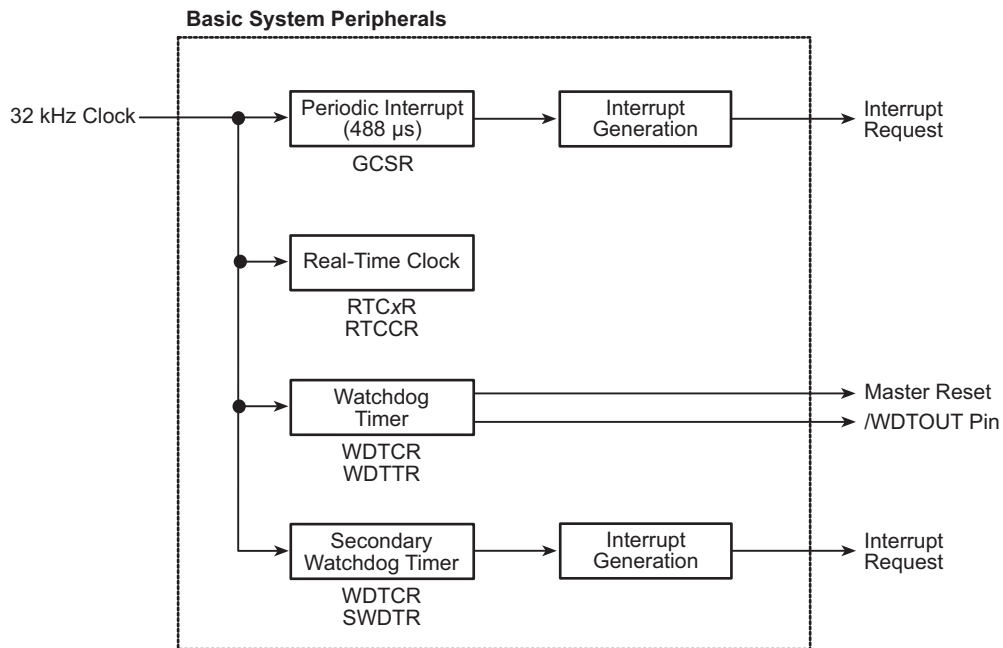 Basic System Peripherals
32 kHz Clock
Periodic Interrupt
(488 µs)
GCSR
Interrupt
Generation
Interrupt
Request
Real-Time Clock
RTCxR
RTCCR
Watchdog
Timer
WDTCR
WDTTR
Master Reset
/WDTOUT Pin
Secondary
Watchdog Timer
WDTCR
SWDTR
Interrupt
Generation
Interrupt
Request